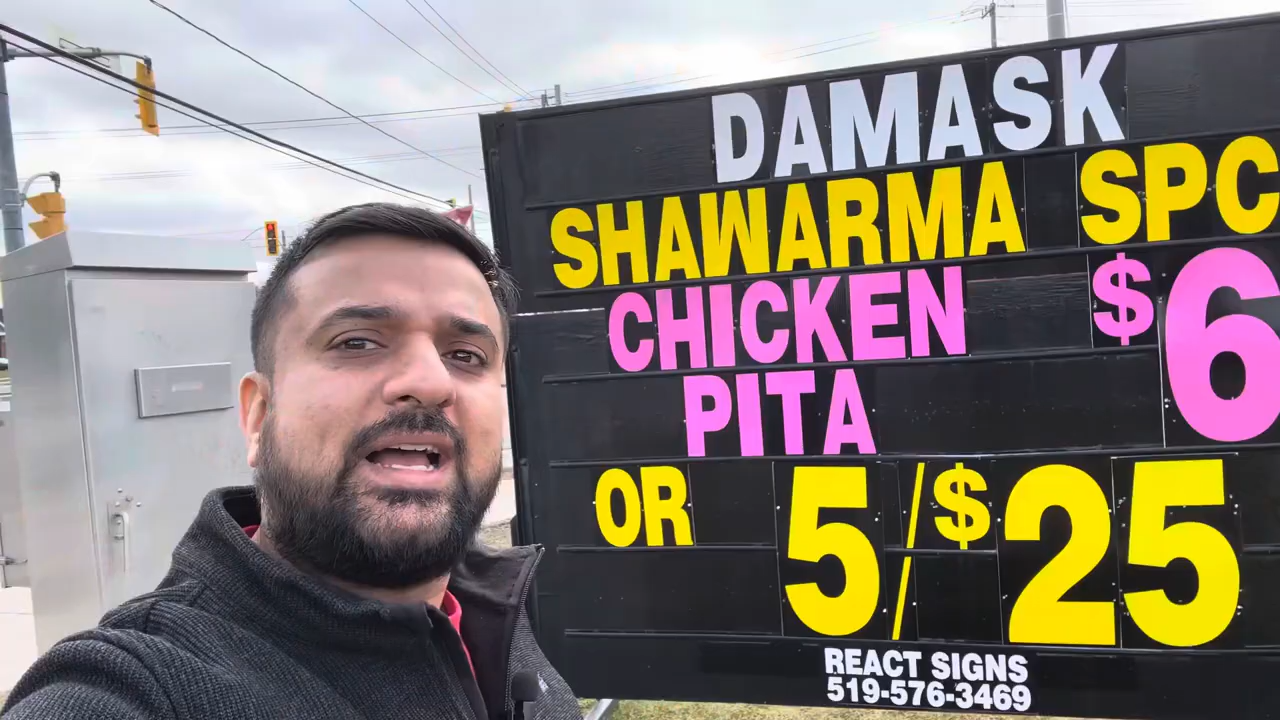 DAMASK
SHAWARMA SPC
CHICKEN $6
PITA
OR 5/$25
REACT SIGNS
519-576-3469